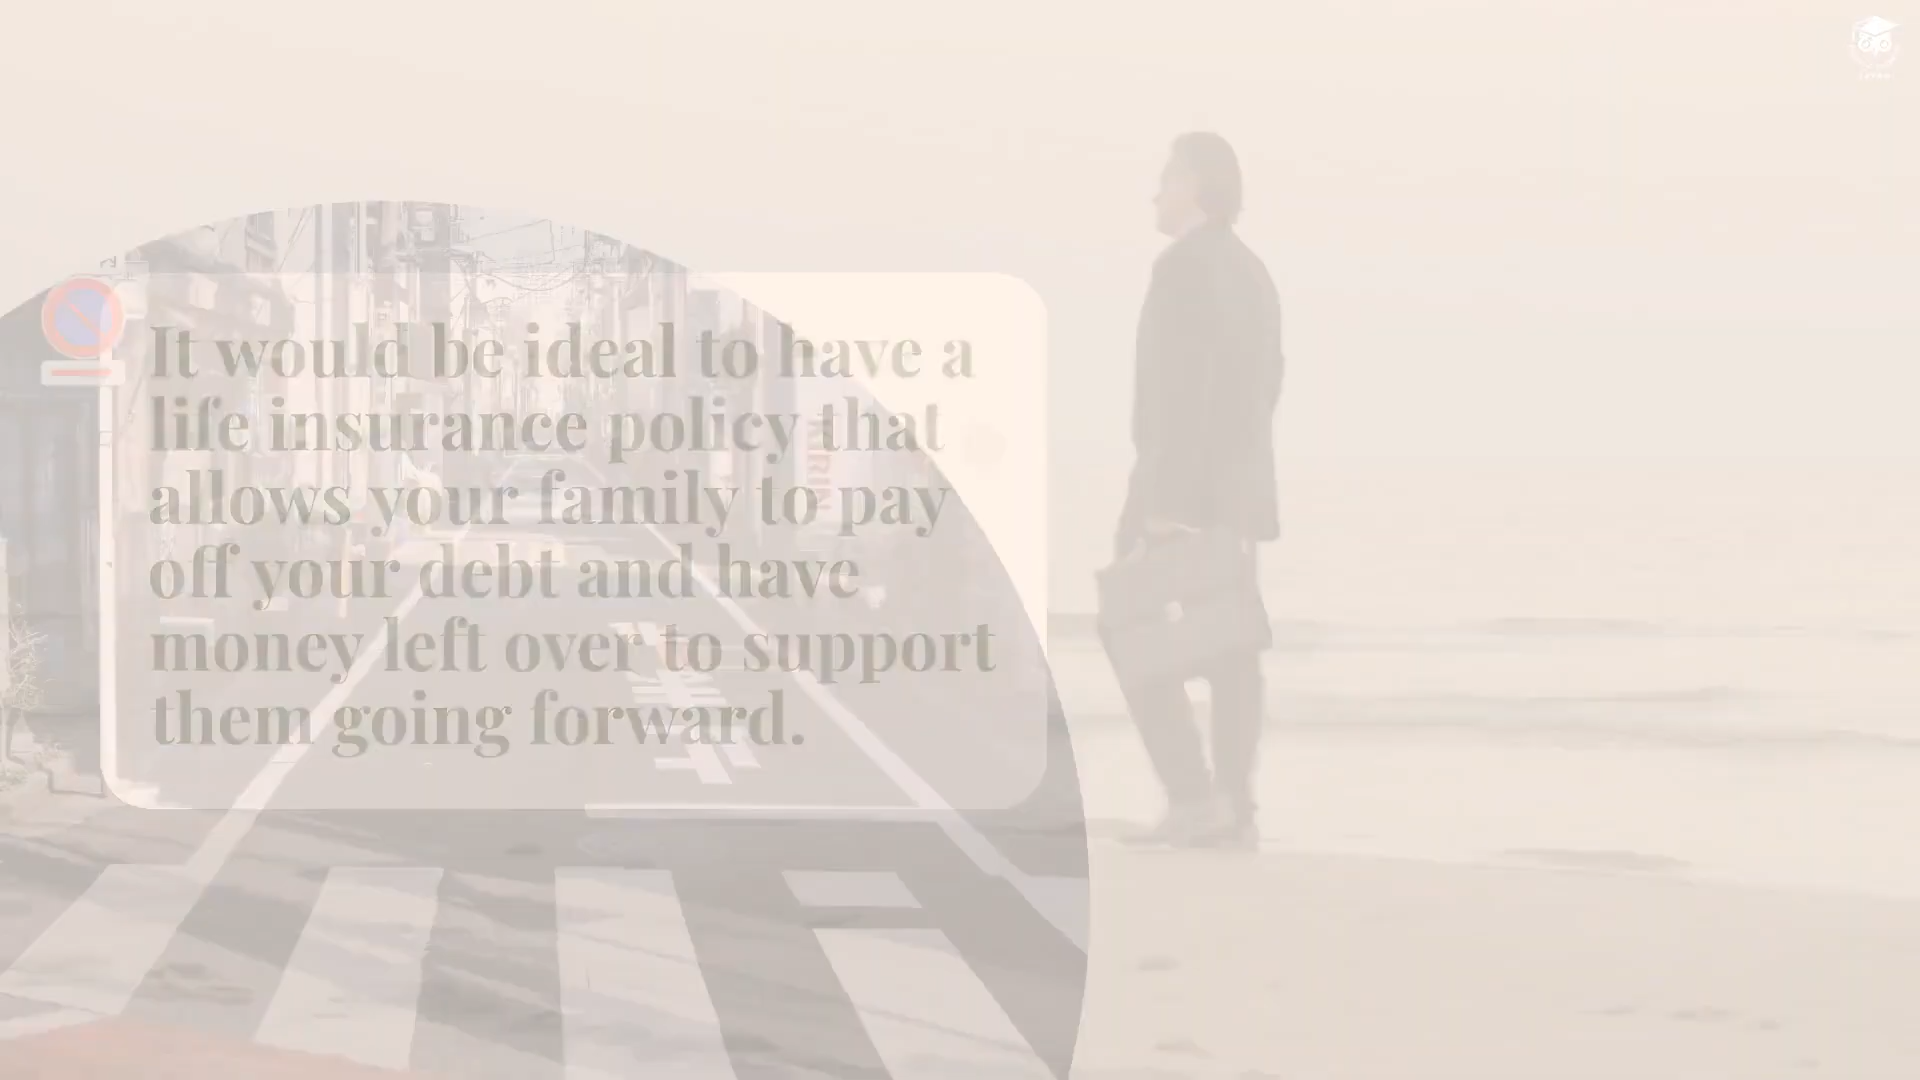 It would be ideal to have a
life insurance policy that
allows your family to pay
off your debt and have
money left over to support
them going forward.
KIRIN